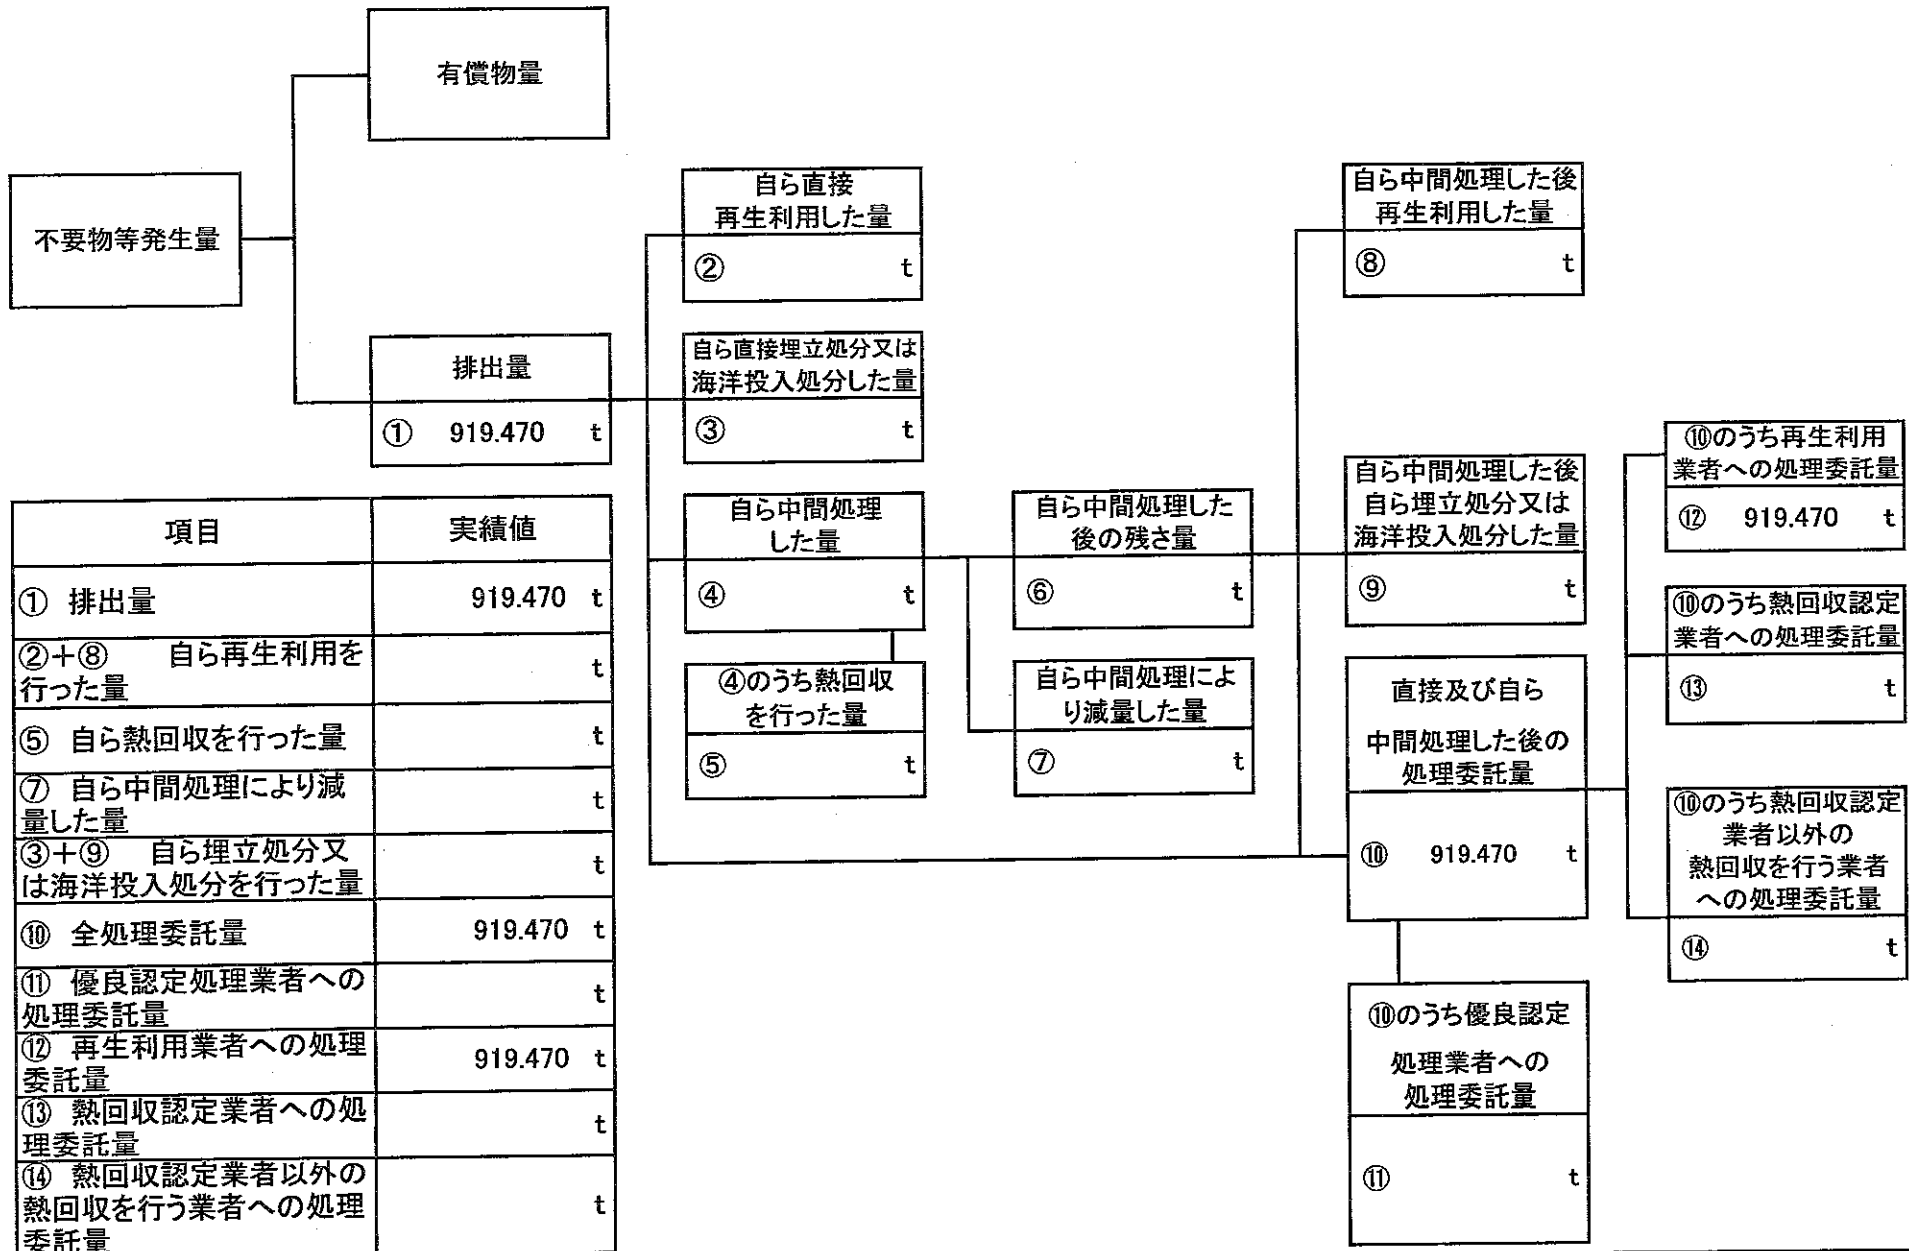 有償物量
不要物等発生量
排出量
① 919.470 t
自ら直接
再生利用した量
② t
自ら直接埋立処分又は
海洋投入処分した量
③ t
自ら中間処理
した量
④ t
④のうち熱回収
を行った量
⑤ t
自ら中間処理した
後の残さ量
⑥ t
自ら中間処理によ
り減量した量
⑦ t
自ら中間処理した後
再生利用した量
⑧ t
自ら中間処理した後
自ら埋立処分又は
海洋投入処分した量
⑨ t
直接及び自ら
中間処理した後の
処理委託量
⑩ 919.470 t
⑩のうち優良認定
処理業者への
処理委託量
⑪ t
⑩のうち再生利用
業者への処理委託量
⑫ 919.470 t
⑩のうち熱回収認定
業者への処理委託量
⑬ t
⑩のうち熱回収認定
業者以外の
熱回収を行う業者
への処理委託量
⑭ t
項目 実績値
① 排出量 919.470 t
②+⑧ 自ら再生利用を
行った量 t
⑤ 自ら熱回収を行った量 t
⑦ 自ら中間処理により減
量した量 t
③+⑨ 自ら埋立処分又
は海洋投入処分を行った量 t
⑩ 全処理委託量 919.470 t
⑪ 優良認定処理業者への
処理委託量 t
⑫ 再生利用業者への処理
委託量 919.470 t
⑬ 熱回収認定業者への処
理委託量 t
⑭ 熱回収認定業者以外の
熱回収を行う業者への処理
委託量 t